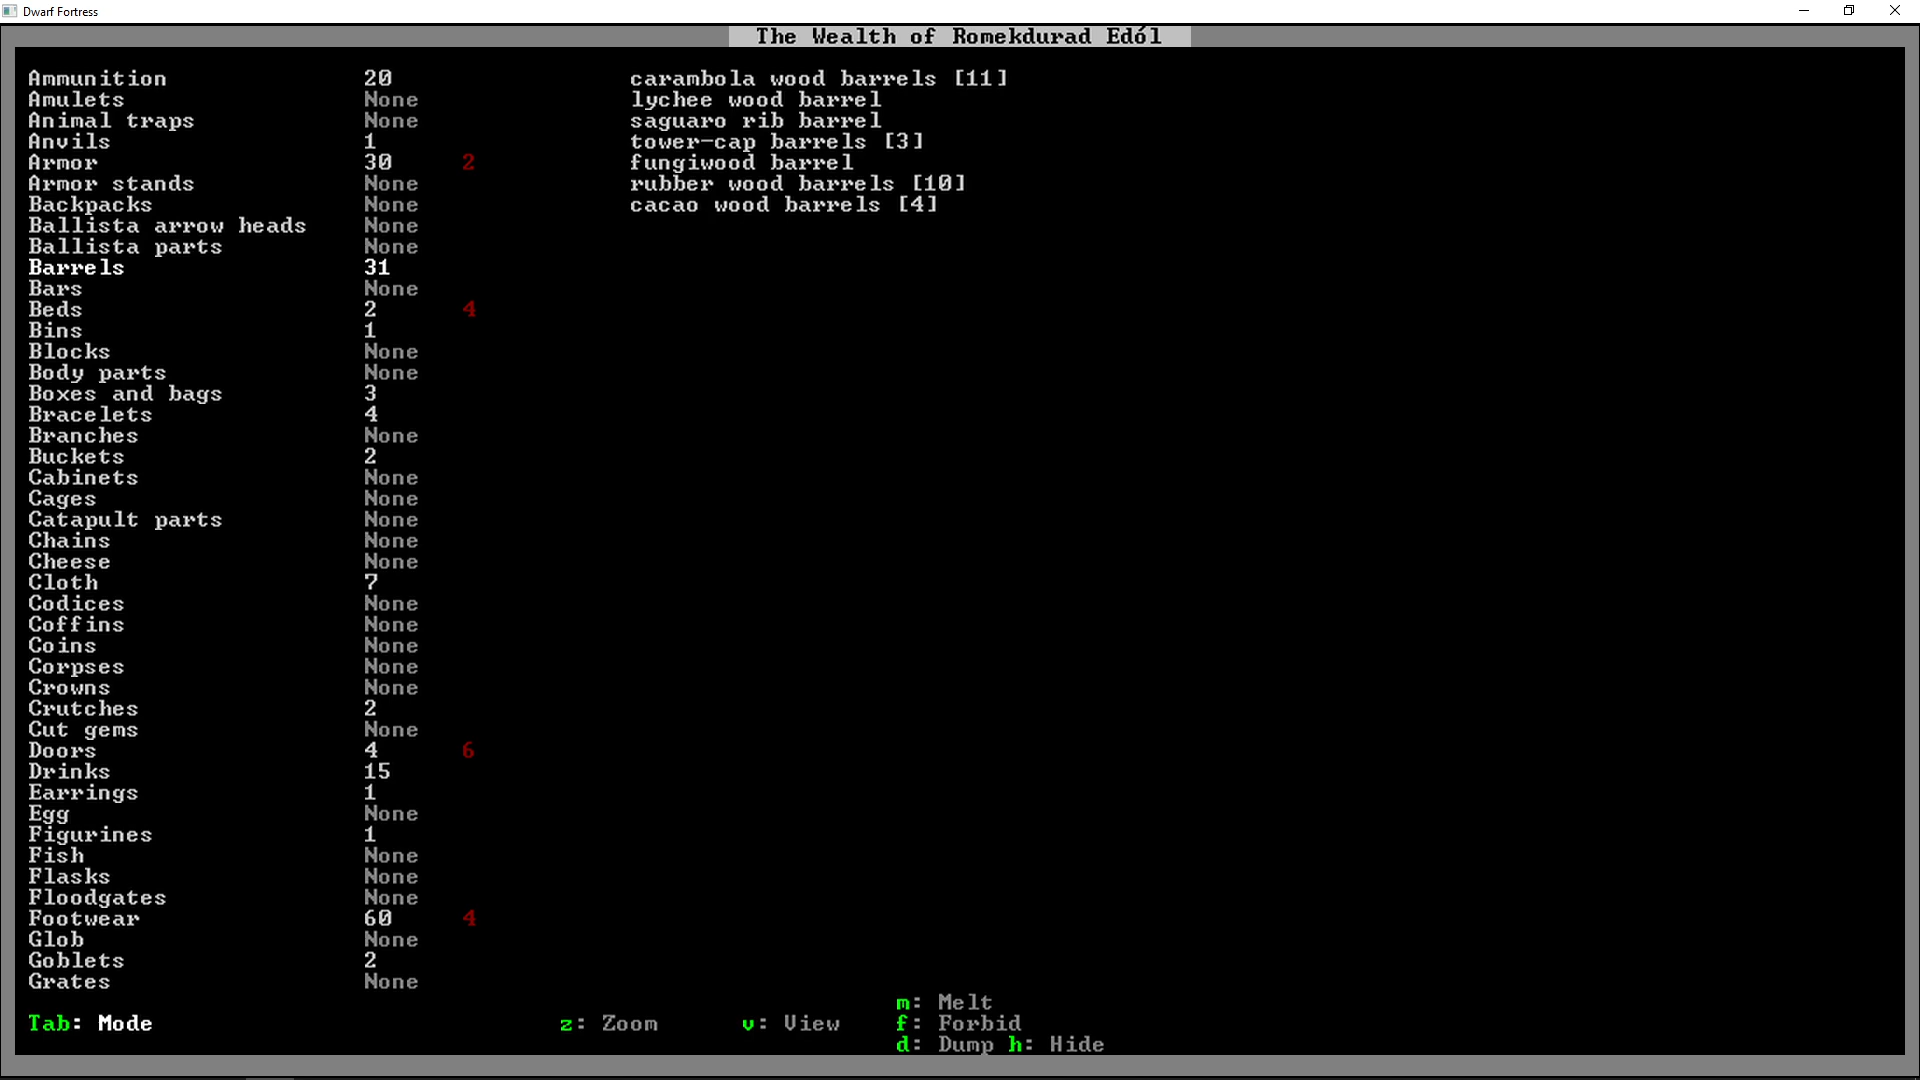 Dwarf Fortress
The Wealth of Romekdurad Edól
Ammunition 20 carambola wood barrels [11]
Amulets None lychee wood barrel
Animal traps None saguaro rib barrel
Anvils 1 tower-cap barrels [3]
Armor 30 2 fungiwood barrel
Armor stands None rubber wood barrels [10]
Backpacks None cacao wood barrels [4]
Ballista arrow heads None
Ballista parts None
Barrels 31
Bars None
Beds 2 4
Bins 1
Blocks None
Body parts None
Boxes and bags 3
Bracelets 4
Branches None
Buckets 2
Cabinets None
Cages None
Catapult parts None
Chains None
Cheese None
Cloth 7
Codices None
Coffins None
Coins None
Corpses None
Crowns None
Crutches 2
Cut gems None
Doors 4 6
Drinks 15
Earrings 1
Egg None
Figurines 1
Fish None
Flasks None
Floodgates None
Footwear 60 4
Glob None
Goblets 2
Grates None
m: Melt
Tab: Mode z: Zoom v: View f: Forbid
d: Dump h: Hide